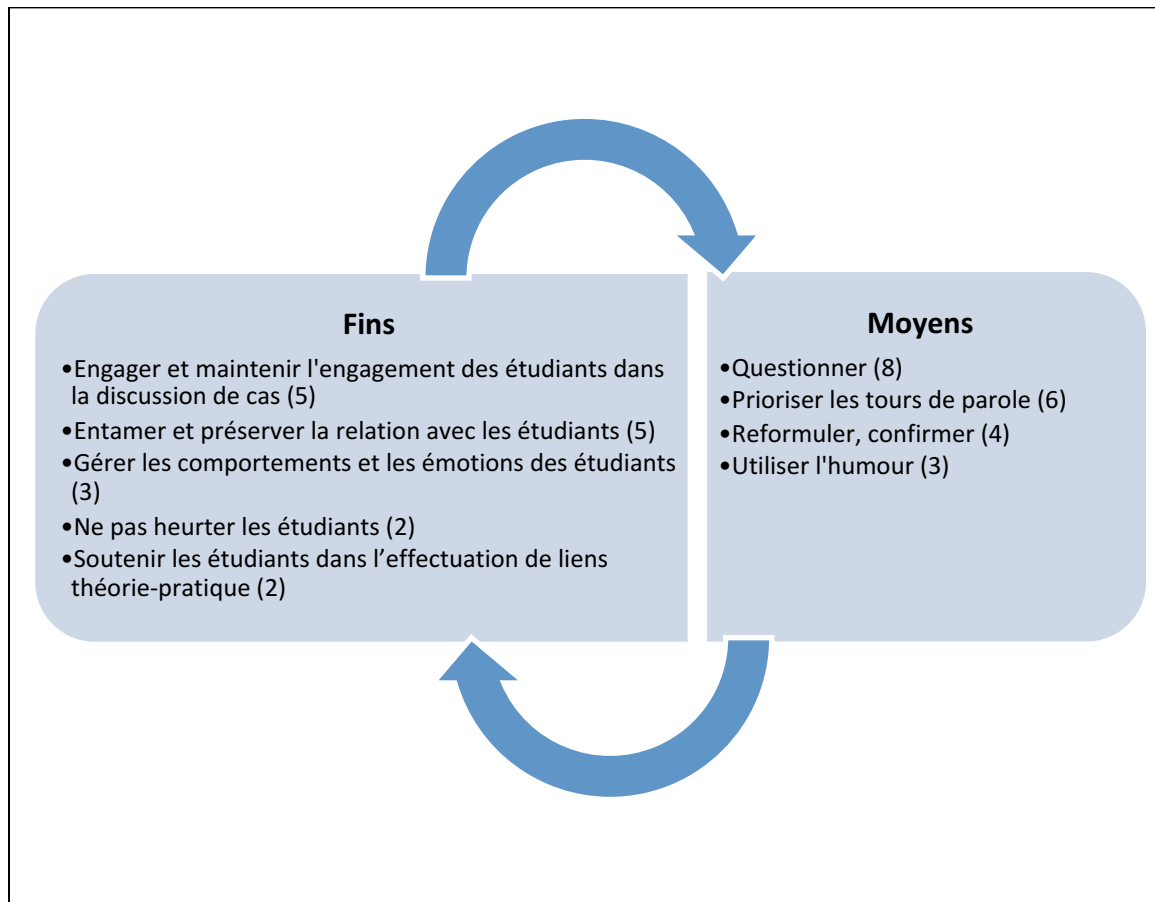 Fins
•Engager et maintenir l'engagement des étudiants dans
la discussion de cas (5)
•Entamer et préserver la relation avec les étudiants (5)
•Gérer les comportements et les émotions des étudiants
(3)
•Ne pas heurter les étudiants (2)
•Soutenir les étudiants dans l’effectuation de liens
théorie-pratique (2)
Moyens
•Questionner (8)
•Prioriser les tours de parole (6)
•Reformuler, confirmer (4)
•Utiliser l'humour (3)